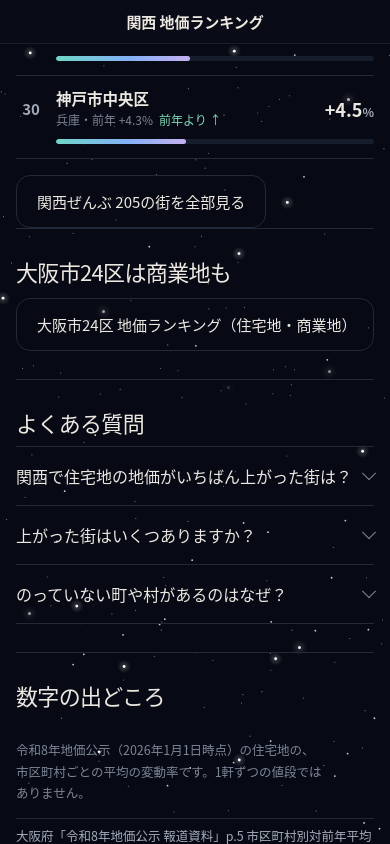 関西 地価ランキング
30
神戸市中央区
兵庫・前年 +4.3% 前年より ↑
+4.5%
関西ぜんぶ 205の街を全部見る
大阪市24区は商業地も
大阪市24区 地価ランキング（住宅地・商業地）
よくある質問
関西で住宅地の地価がいちばん上がった街は？
上がった街はいくつありますか？
のっていない町や村があるのはなぜ？
数字の出どころ
令和8年地価公示（2026年1月1日時点）の住宅地の、
市区町村ごとの平均の変動率です。1軒ずつの値段では
ありません。
大阪府「令和8年地価公示 報道資料」p.5 市区町村別対前年平均